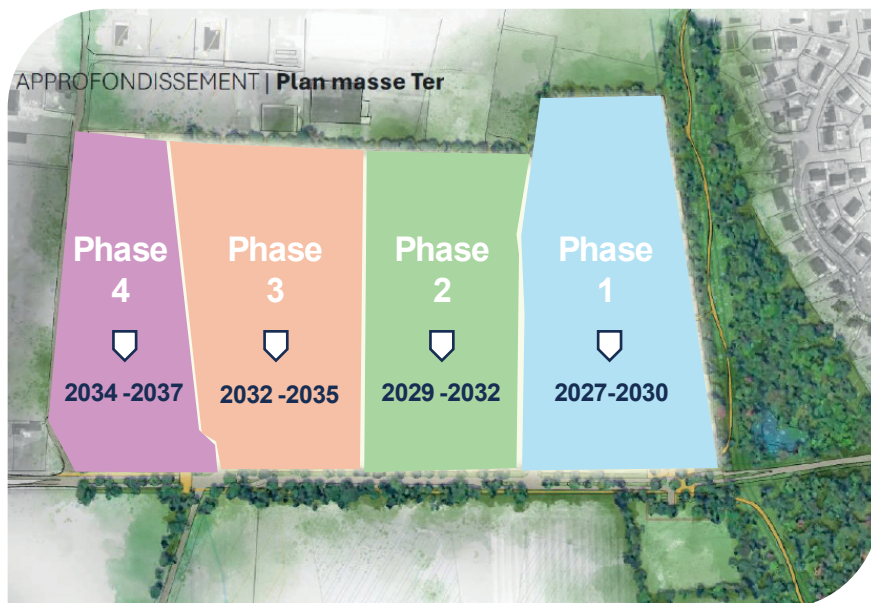 APPROFONDISSEMENT | Plan masse Ter
Phase
4
2034 -2037
Phase
3
2032 -2035
Phase
2
2029 -2032
Phase
1
2027-2030